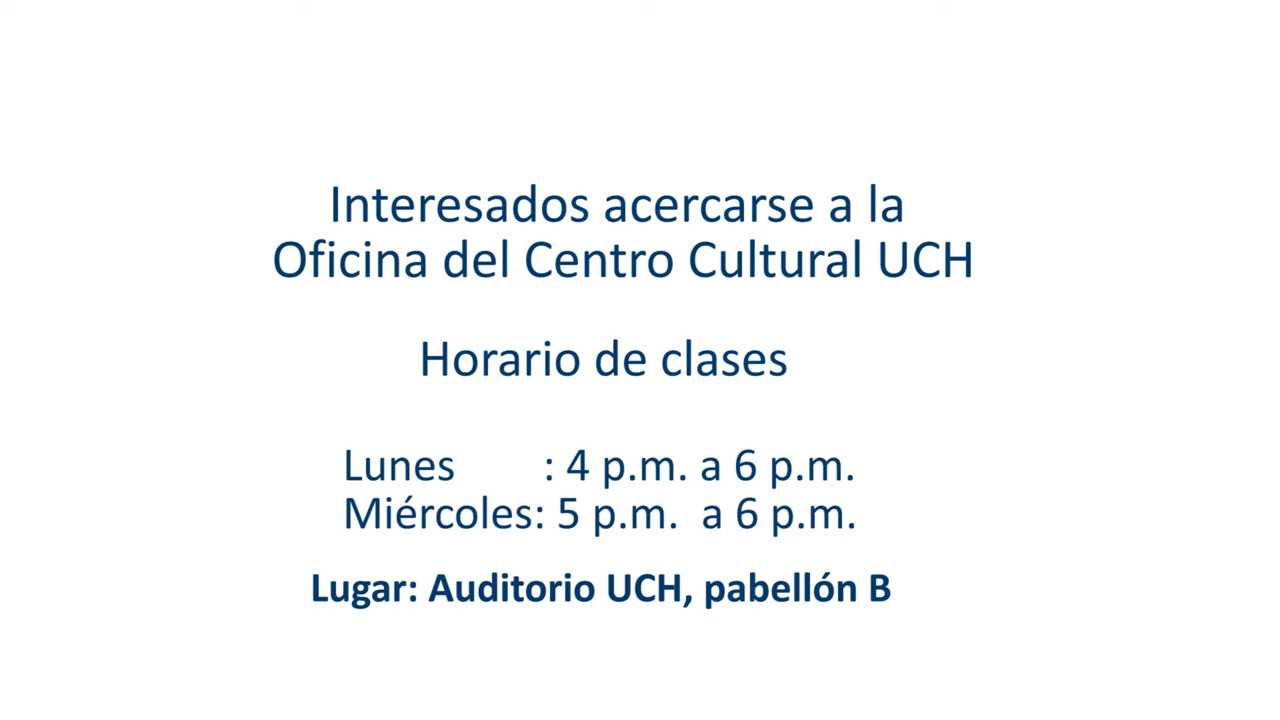 Interesados acercarse a la
Oficina del Centro Cultural UCH
Horario de clases
Lunes : 4 p.m. a 6 p.m.
Miércoles: 5 p.m. a 6 p.m.
Lugar: Auditorio UCH, pabellón B